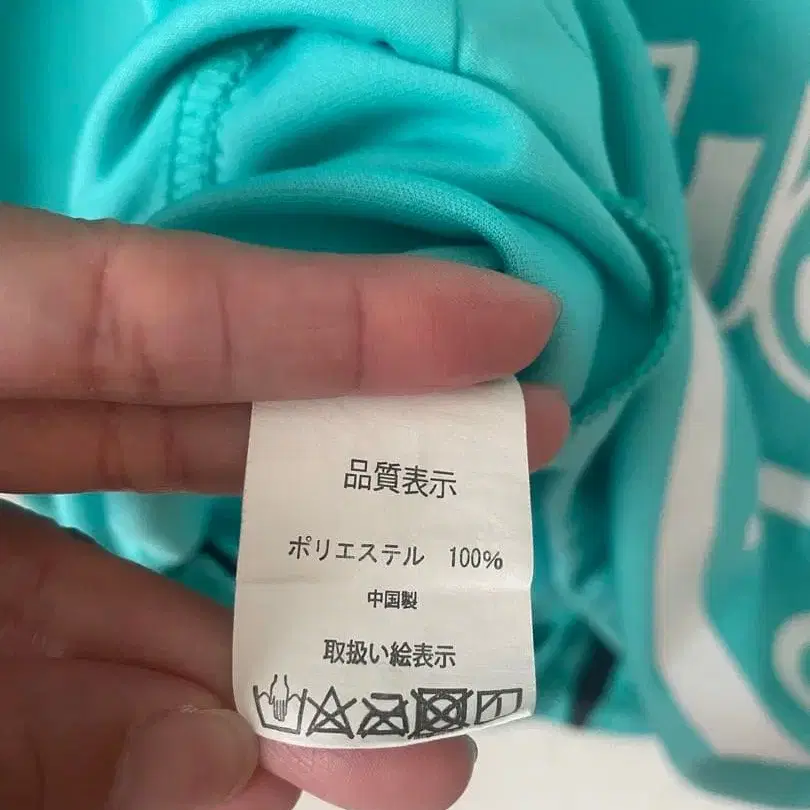 品質表示
ポリエステル 100%
中国製
取扱い絵表示